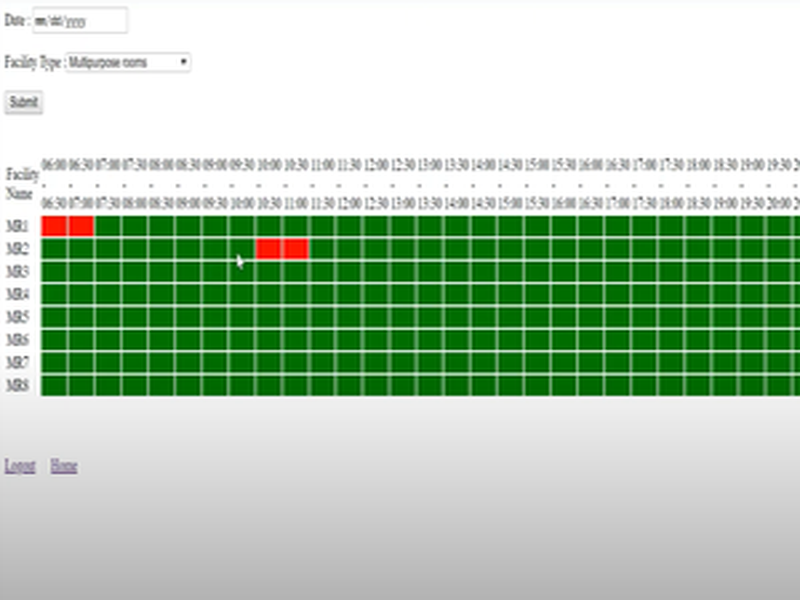 Date : mm/dd/yyyy
Facility Type : Multipurpose rooms
Submit
Facility Name
06:00 06:30 07:00 07:30 08:00 08:30 09:00 09:30 10:00 10:30 11:00 11:30 12:00 12:30 13:00 13:30 14:00 14:30 15:00 15:30 16:00 16:30 17:00 17:30 18:00 18:30 19:00 19:30
- - - - - - - - - - - - - - - - - - - - - - - - - - - -
06:30 07:00 07:30 08:00 08:30 09:00 09:30 10:00 10:30 11:00 11:30 12:00 12:30 13:00 13:30 14:00 14:30 15:00 15:30 16:00 16:30 17:00 17:30 18:00 18:30 19:00 19:30 20:00
MR1
MR2
MR3
MR4
MR5
MR6
MR7
MR8
Logout Home